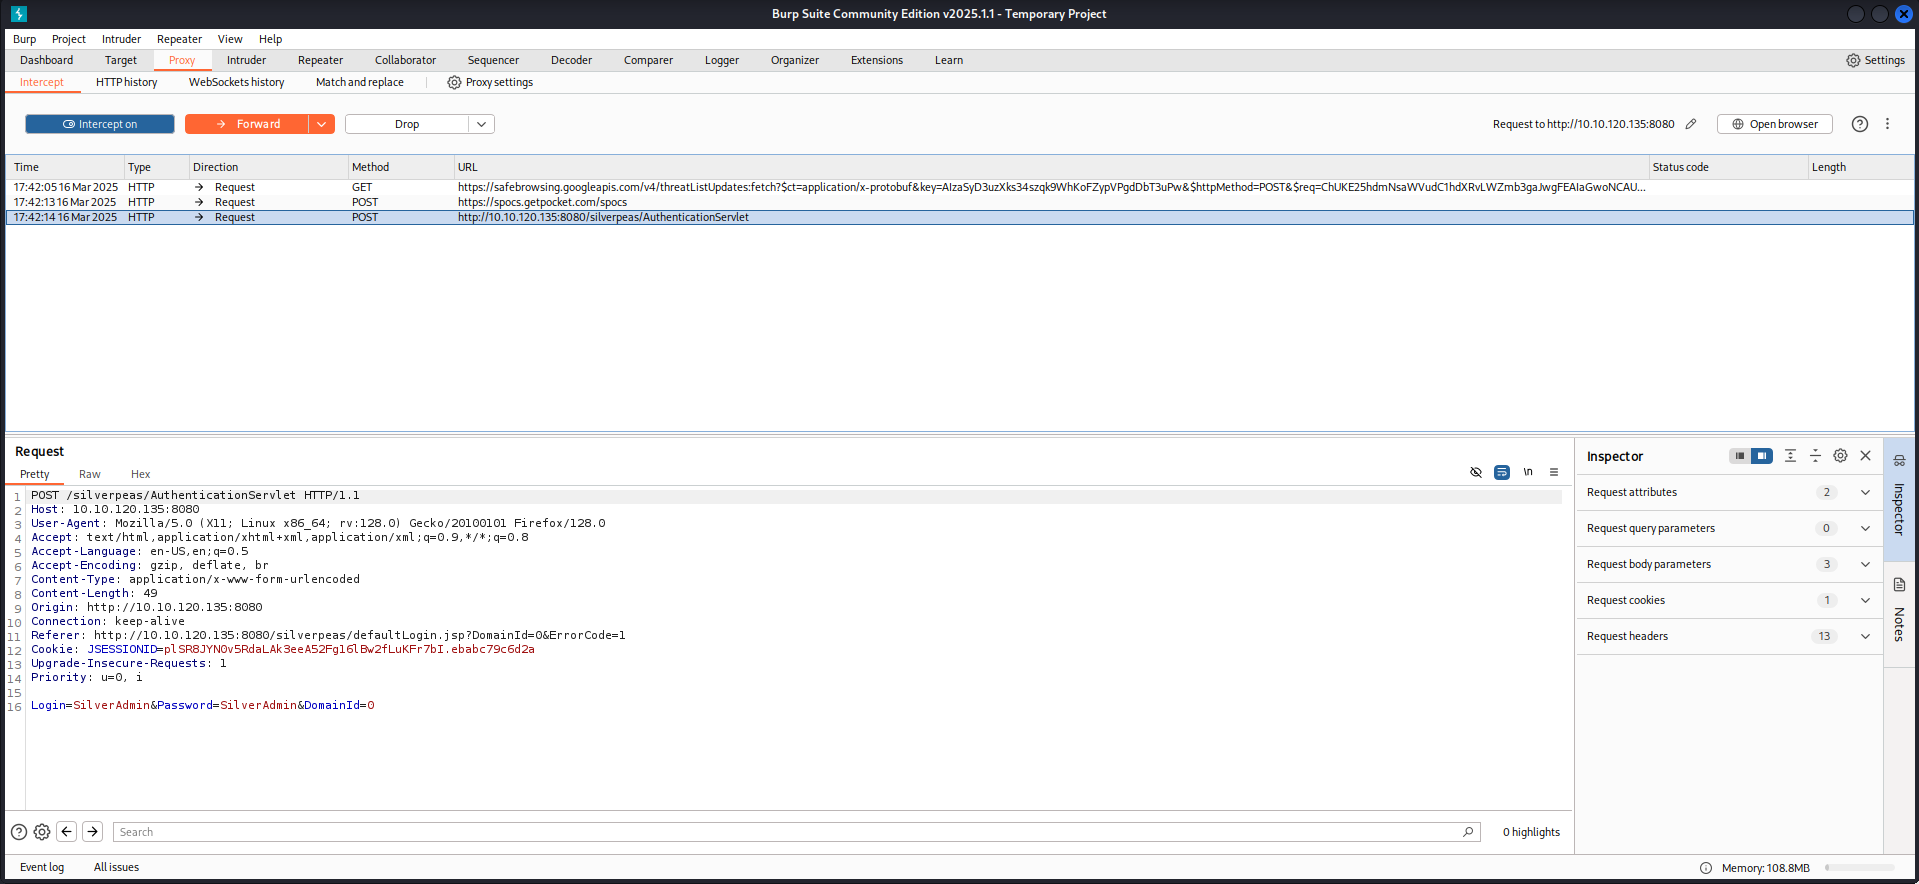 Burp Suite Community Edition v2025.1.1 - Temporary Project
Burp Project Intruder Repeater View Help
Dashboard Target Proxy Intruder Repeater Collaborator Sequencer Decoder Comparer Logger Organizer Extensions Learn Settings
Intercept HTTP history WebSockets history Match and replace Proxy settings
Intercept on Forward Drop Request to http://10.10.120.135:8080 Open browser
Time Type Direction Method URL Status code Length
17:42:05 16 Mar 2025 HTTP → Request GET https://safebrowsing.googleapis.com/v4/threatListUpdates:fetch?$ct=application/x-protobuf&key=AIzaSyD3uzXks34szqk9WhKoFZypVPgdDbT3uPw&$httpMethod=POST&$req=ChUKE25hdmNsaWVudC1hdXRvLWZmb3gaJwgFEAIaGwoNCAU...
17:42:13 16 Mar 2025 HTTP → Request POST https://spocs.getpocket.com/spocs
17:42:14 16 Mar 2025 HTTP → Request POST http://10.10.120.135:8080/silverpeas/AuthenticationServlet
Request
Pretty Raw Hex
\n
1 POST /silverpeas/AuthenticationServlet HTTP/1.1
2 Host: 10.10.120.135:8080
3 User-Agent: Mozilla/5.0 (X11; Linux x86_64; rv:128.0) Gecko/20100101 Firefox/128.0
4 Accept: text/html,application/xhtml+xml,application/xml;q=0.9,*/*;q=0.8
5 Accept-Language: en-US,en;q=0.5
6 Accept-Encoding: gzip, deflate, br
7 Content-Type: application/x-www-form-urlencoded
8 Content-Length: 49
9 Origin: http://10.10.120.135:8080
10 Connection: keep-alive
11 Referer: http://10.10.120.135:8080/silverpeas/defaultLogin.jsp?DomainId=0&ErrorCode=1
12 Cookie: JSESSIONID=plSR8JYN0v5RdaLAk3eeA52Fg16lBw2fLuKFr7bI.ebabc79c6d2a
13 Upgrade-Insecure-Requests: 1
14 Priority: u=0, i
15
16 Login=SilverAdmin&Password=SilverAdmin&DomainId=0
Search 0 highlights
Inspector
Request attributes 2
Request query parameters 0
Request body parameters 3
Request cookies 1
Request headers 13
Inspector
Notes
Event log All issues Memory: 108.8MB